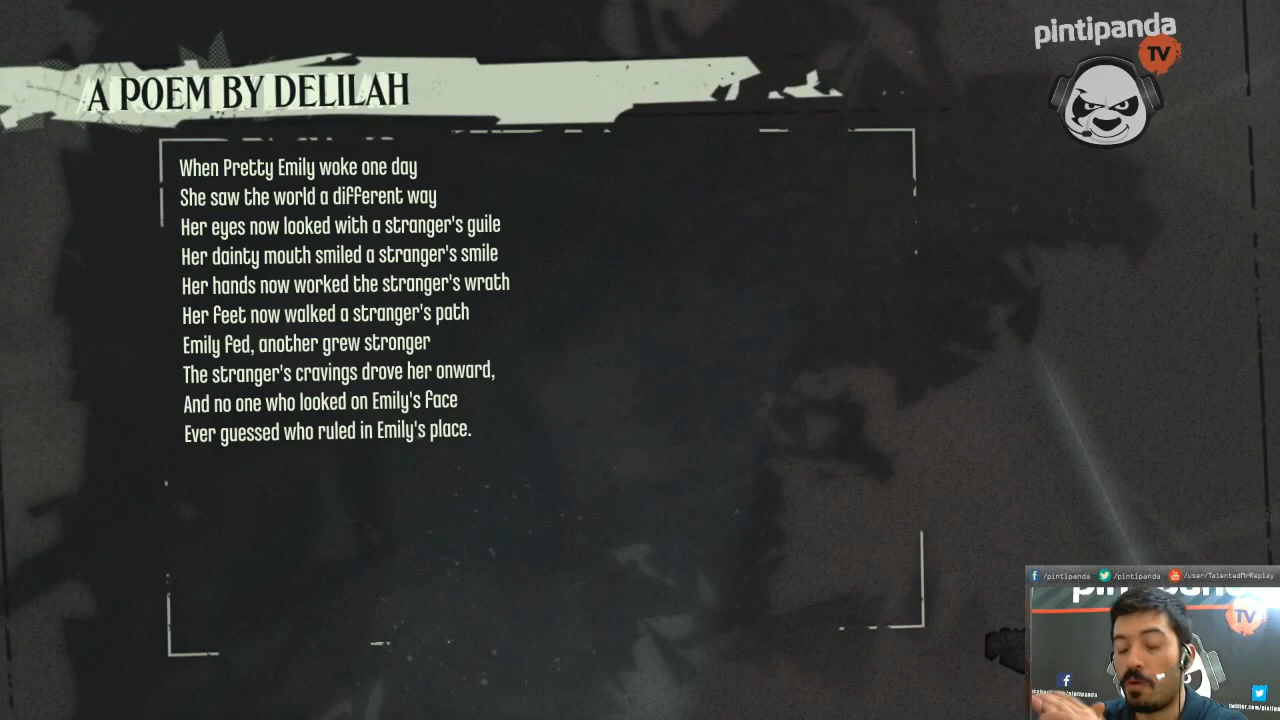 pintipanda
TV
A POEM BY DELILAH
When Pretty Emily woke one day
She saw the world a different way
Her eyes now looked with a stranger's guile
Her dainty mouth smiled a stranger's smile
Her hands now worked the stranger's wrath
Her feet now walked a stranger's path
Emily fed, another grew stronger
The stranger's cravings drove her onward,
And no one who looked on Emily's face
Ever guessed who ruled in Emily's place.
/pintipanda /pintipanda /user/TalentedMrReplay
TV